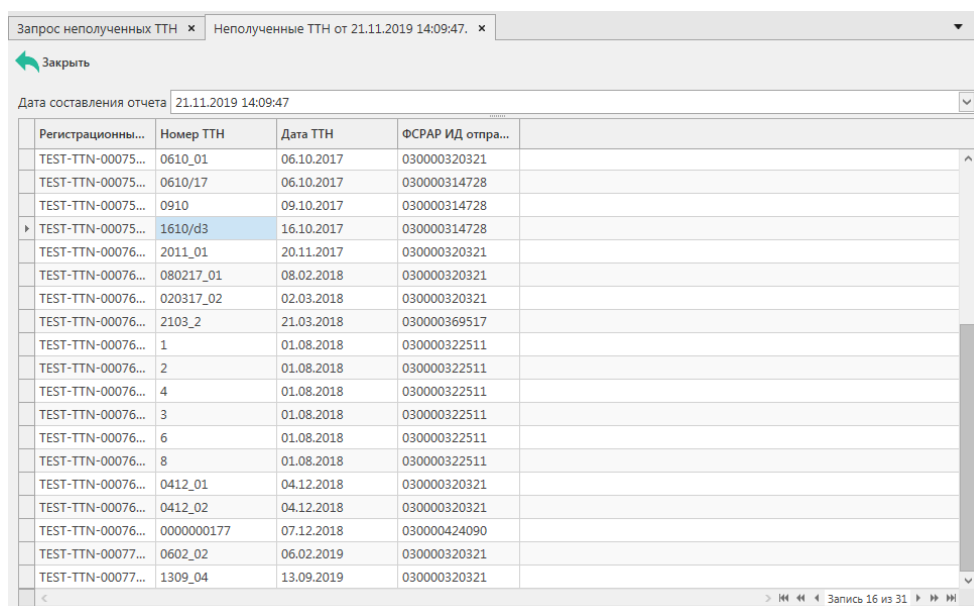 Запрос неполученных ТТН × Неполученные ТТН от 21.11.2019 14:09:47. ×
Закрыть
Дата составления отчета 21.11.2019 14:09:47
Регистрационны... Номер ТТН Дата ТТН ФСРАР ИД отпра...
TEST-TTN-00075... 0610_01 06.10.2017 030000320321
TEST-TTN-00075... 0610/17 06.10.2017 030000314728
TEST-TTN-00075... 0910 09.10.2017 030000314728
TEST-TTN-00075... 1610/d3 16.10.2017 030000314728
TEST-TTN-00076... 2011_01 20.11.2017 030000320321
TEST-TTN-00076... 080217_01 08.02.2018 030000320321
TEST-TTN-00076... 020317_02 02.03.2018 030000320321
TEST-TTN-00076... 2103_2 21.03.2018 030000369517
TEST-TTN-00076... 1 01.08.2018 030000322511
TEST-TTN-00076... 2 01.08.2018 030000322511
TEST-TTN-00076... 4 01.08.2018 030000322511
TEST-TTN-00076... 3 01.08.2018 030000322511
TEST-TTN-00076... 6 01.08.2018 030000322511
TEST-TTN-00076... 8 01.08.2018 030000322511
TEST-TTN-00076... 0412_01 04.12.2018 030000320321
TEST-TTN-00076... 0412_02 04.12.2018 030000320321
TEST-TTN-00076... 0000000177 07.12.2018 030000424090
TEST-TTN-00077... 0602_02 06.02.2019 030000320321
TEST-TTN-00077... 1309_04 13.09.2019 030000320321
Запись 16 из 31